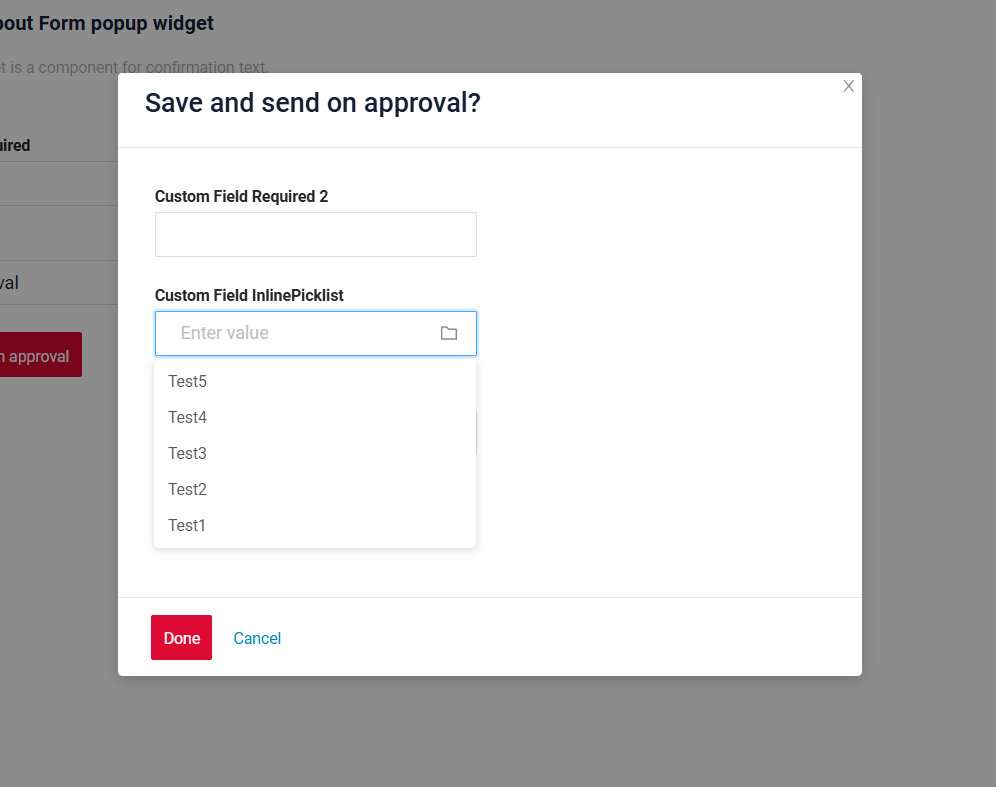 out Form popup widget
t is a component for confirmation text.
Save and send on approval?
X
uired
Custom Field Required 2
val
Custom Field InlinePicklist
Enter value
n approval
Test5
Test4
Test3
Test2
Test1
Done Cancel